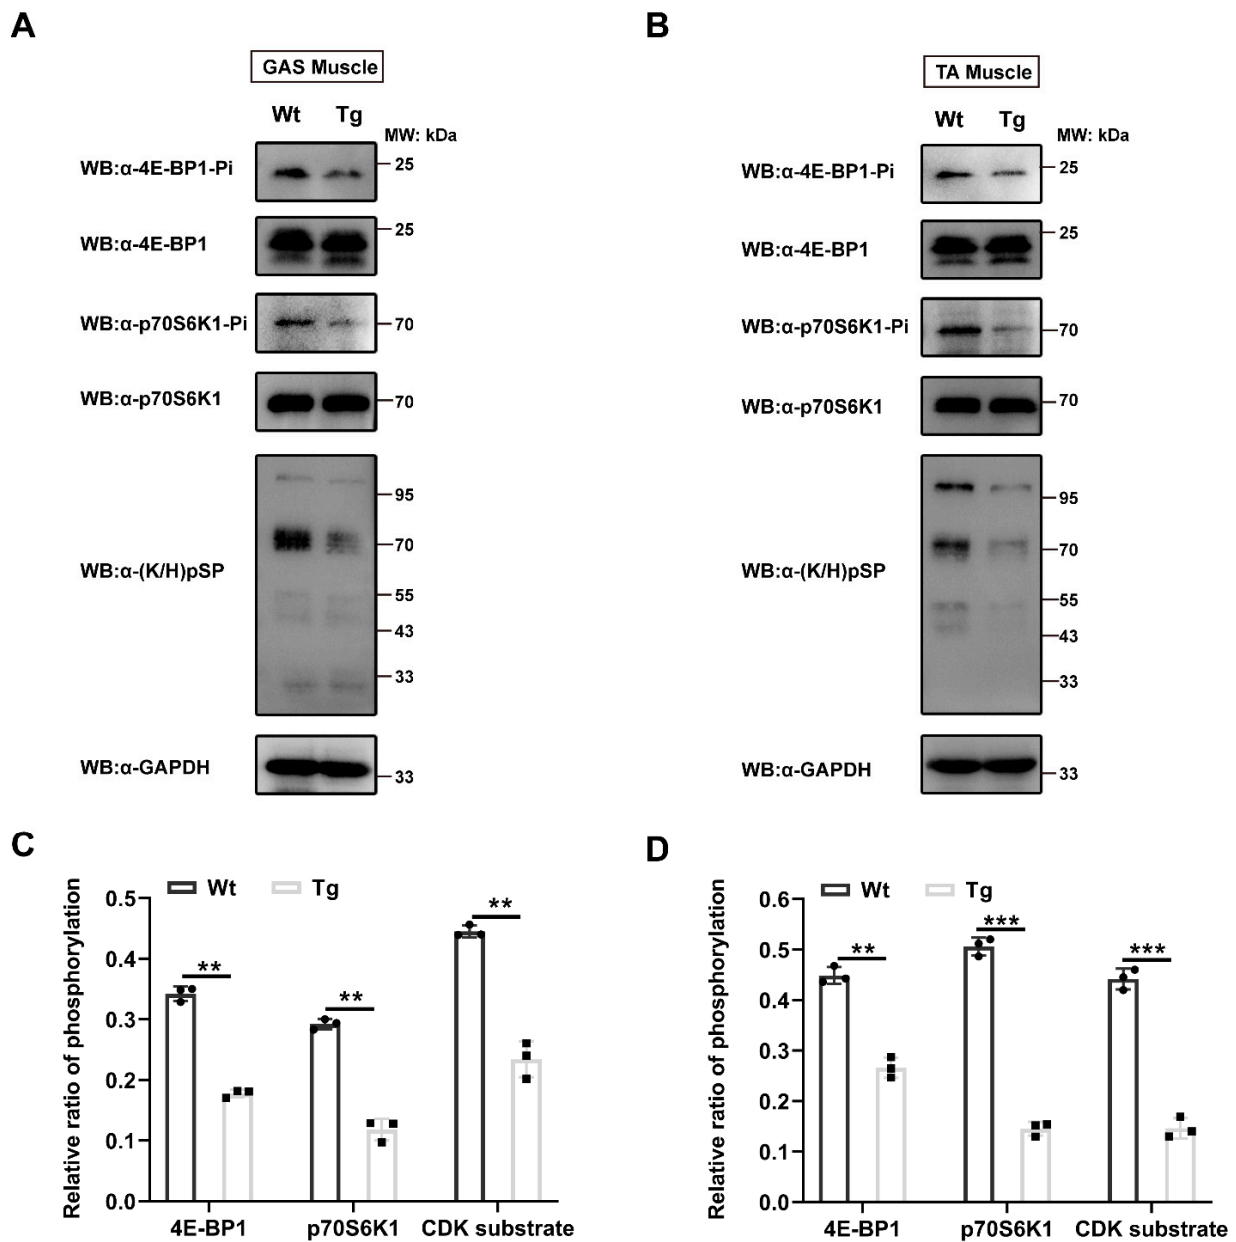 A
GAS Muscle
Wt Tg
MW: kDa
WB:α-4E-BP1-Pi
25
WB:α-4E-BP1
25
WB:α-p70S6K1-Pi
70
WB:α-p70S6K1
70
WB:α-(K/H)pSP
95
70
55
43
33
WB:α-GAPDH
33
B
TA Muscle
Wt Tg
MW: kDa
WB:α-4E-BP1-Pi
25
WB:α-4E-BP1
25
WB:α-p70S6K1-Pi
70
WB:α-p70S6K1
70
WB:α-(K/H)pSP
95
70
55
43
33
WB:α-GAPDH
33
C
Wt Tg
Relative ratio of phosphorylation
0.5
0.4
0.3
0.2
0.1
0.0
**
**
**
4E-BP1 p70S6K1 CDK substrate
D
Wt Tg
Relative ratio of phosphorylation
0.6
0.5
0.4
0.3
0.2
0.1
0.0
**
***
***
4E-BP1 p70S6K1 CDK substrate